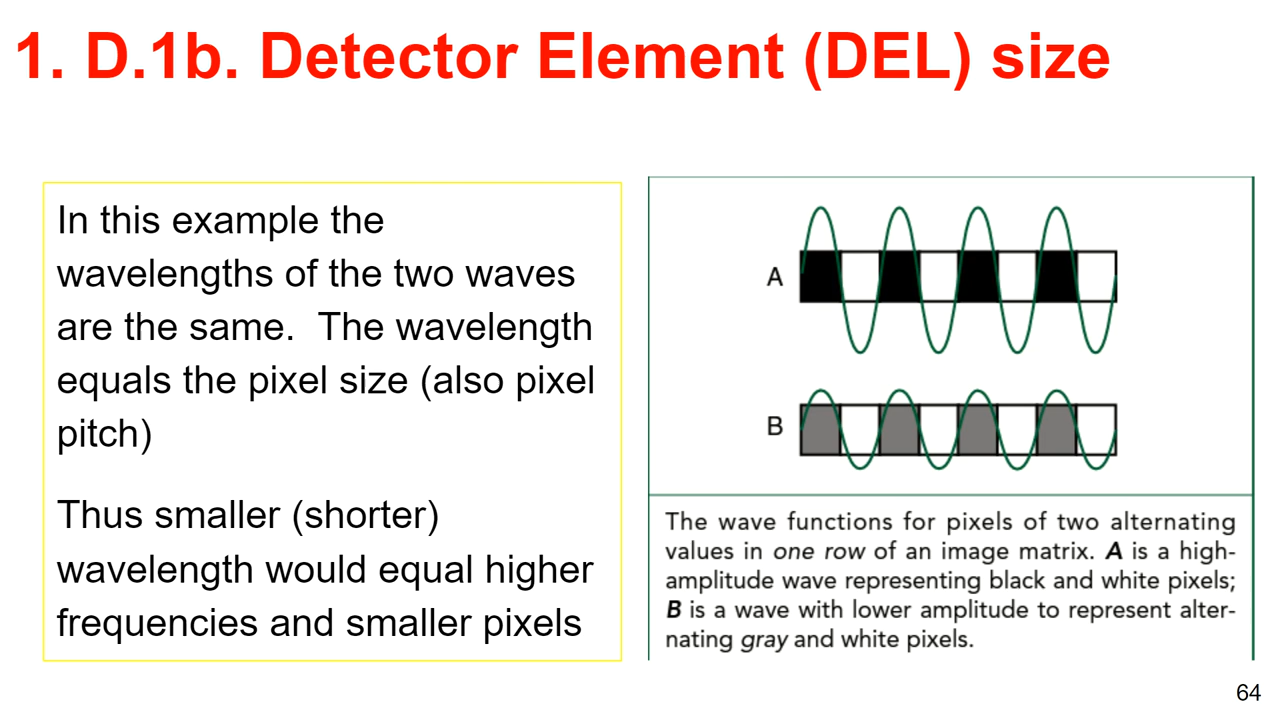 1. D.1b. Detector Element (DEL) size
In this example the
wavelengths of the two waves
are the same.  The wavelength
equals the pixel size (also pixel
pitch)
Thus smaller (shorter)
wavelength would equal higher
frequencies and smaller pixels
A
B
The wave functions for pixels of two alternating
values in one row of an image matrix. A is a high-
amplitude wave representing black and white pixels;
B is a wave with lower amplitude to represent alter-
nating gray and white pixels.
64